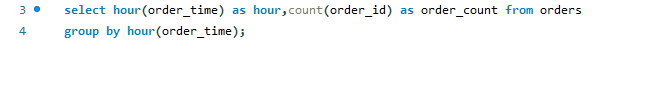 3 select hour(order_time) as hour,count(order_id) as order_count from orders
4 group by hour(order_time);